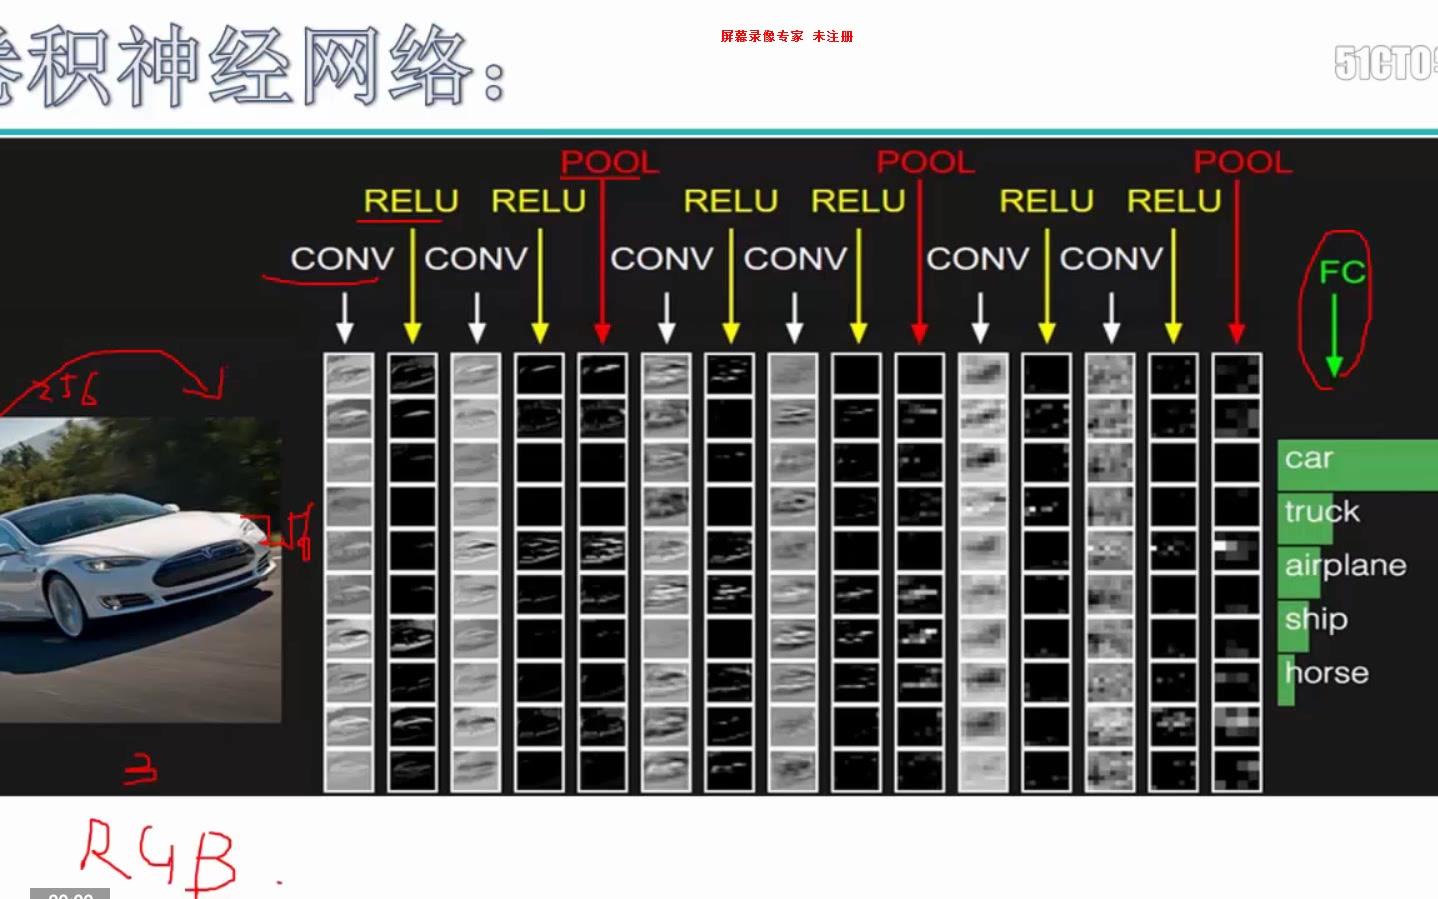 屏幕录像专家 未注册
卷积神经网络：
51CTO
POOL POOL POOL
RELU RELU RELU RELU RELU RELU
CONV CONV CONV CONV CONV CONV
FC
256
car
truck
airplane
ship
horse
3
RGB.